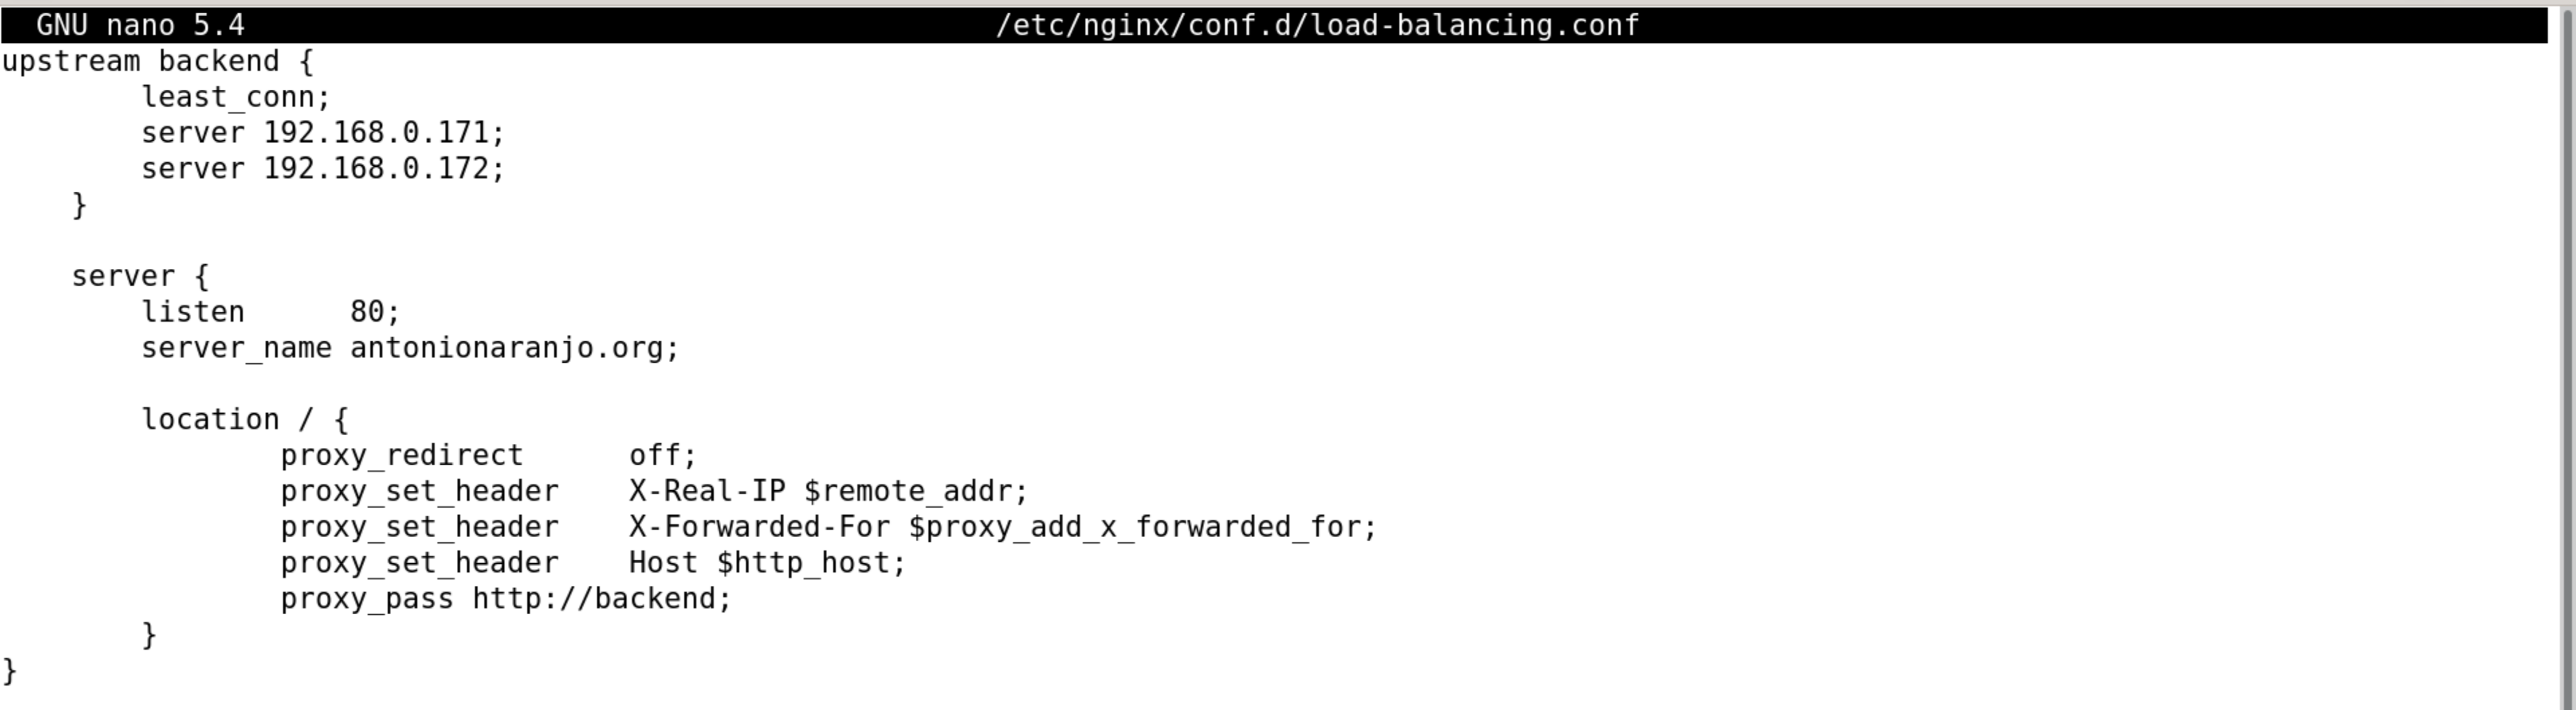 GNU nano 5.4 /etc/nginx/conf.d/load-balancing.conf
upstream backend {
least_conn;
server 192.168.0.171;
server 192.168.0.172;
}
server {
listen 80;
server_name antonionaranjo.org;
location / {
proxy_redirect off;
proxy_set_header X-Real-IP $remote_addr;
proxy_set_header X-Forwarded-For $proxy_add_x_forwarded_for;
proxy_set_header Host $http_host;
proxy_pass http://backend;
}
}